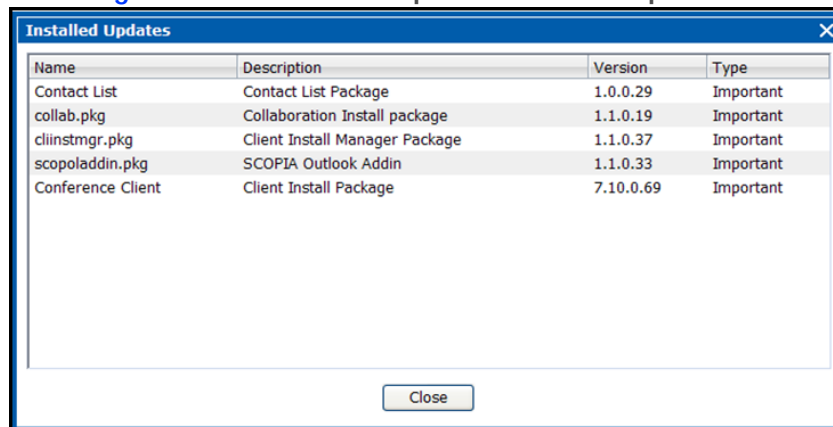 Installed Updates
Name Description Version Type
Contact List Contact List Package 1.0.0.29 Important
collab.pkg Collaboration Install package 1.1.0.19 Important
cliinstmgr.pkg Client Install Manager Package 1.1.0.37 Important
scopoladdin.pkg SCOPIA Outlook Addin 1.1.0.33 Important
Conference Client Client Install Package 7.10.0.69 Important
Close